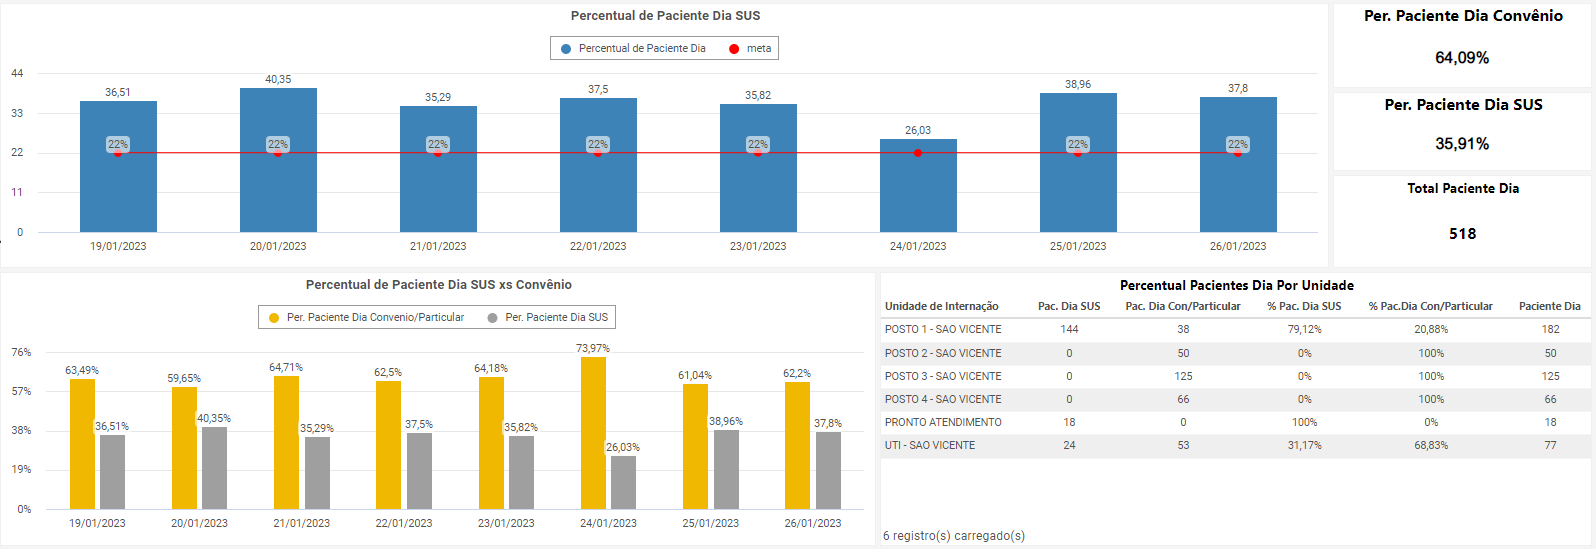 Percentual de Paciente Dia SUS
Percentual de Paciente Dia meta
44
33
22
11
0
36,51 40,35 35,29 37,5 35,82 26,03 38,96 37,8
22% 22% 22% 22% 22% 22% 22%
19/01/2023 20/01/2023 21/01/2023 22/01/2023 23/01/2023 24/01/2023 25/01/2023 26/01/2023
Per. Paciente Dia Convênio
64,09%
Per. Paciente Dia SUS
35,91%
Total Paciente Dia
518
Percentual de Paciente Dia SUS xs Convênio
Per. Paciente Dia Convenio/Particular Per. Paciente Dia SUS
76%
57%
38%
19%
0%
63,49% 59,65% 64,71% 62,5% 64,18% 73,97% 61,04% 62,2%
36,51% 40,35% 35,29% 37,5% 35,82% 26,03% 38,96% 37,8%
19/01/2023 20/01/2023 21/01/2023 22/01/2023 23/01/2023 24/01/2023 25/01/2023 26/01/2023
Percentual Pacientes Dia Por Unidade
Unidade de Internação Pac. Dia SUS Pac. Dia Con/Particular % Pac. Dia SUS % Pac.Dia Con/Particular Paciente Dia
POSTO 1 - SAO VICENTE 144 38 79,12% 20,88% 182
POSTO 2 - SAO VICENTE 0 50 0% 100% 50
POSTO 3 - SAO VICENTE 0 125 0% 100% 125
POSTO 4 - SAO VICENTE 0 66 0% 100% 66
PRONTO ATENDIMENTO 18 0 100% 0% 18
UTI - SAO VICENTE 24 53 31,17% 68,83% 77
6 registro(s) carregado(s)